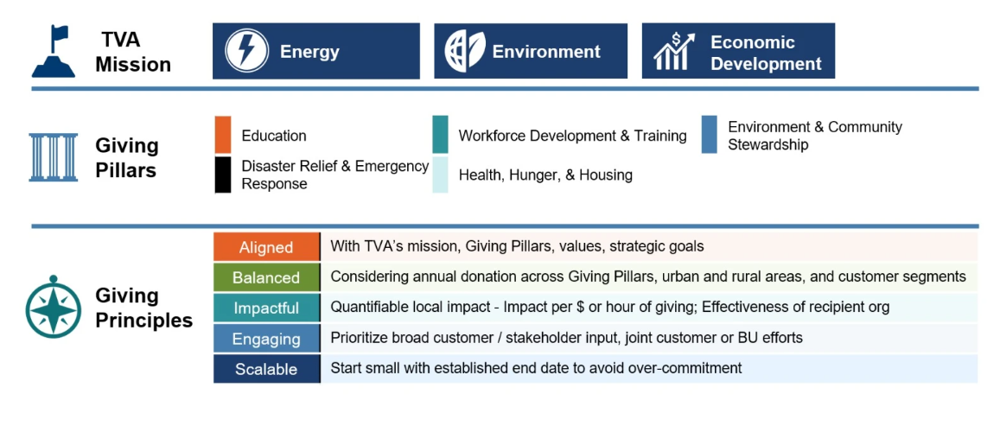 TVA
Mission
Energy
Environment
$
Economic
Development
Giving
Pillars
Education
Workforce Development & Training
Environment & Community
Stewardship
Disaster Relief & Emergency
Response
Health, Hunger, & Housing
Giving
Principles
Aligned With TVA's mission, Giving Pillars, values, strategic goals
Balanced Considering annual donation across Giving Pillars, urban and rural areas, and customer segments
Impactful Quantifiable local impact - Impact per $ or hour of giving; Effectiveness of recipient org
Engaging Prioritize broad customer / stakeholder input, joint customer or BU efforts
Scalable Start small with established end date to avoid over-commitment